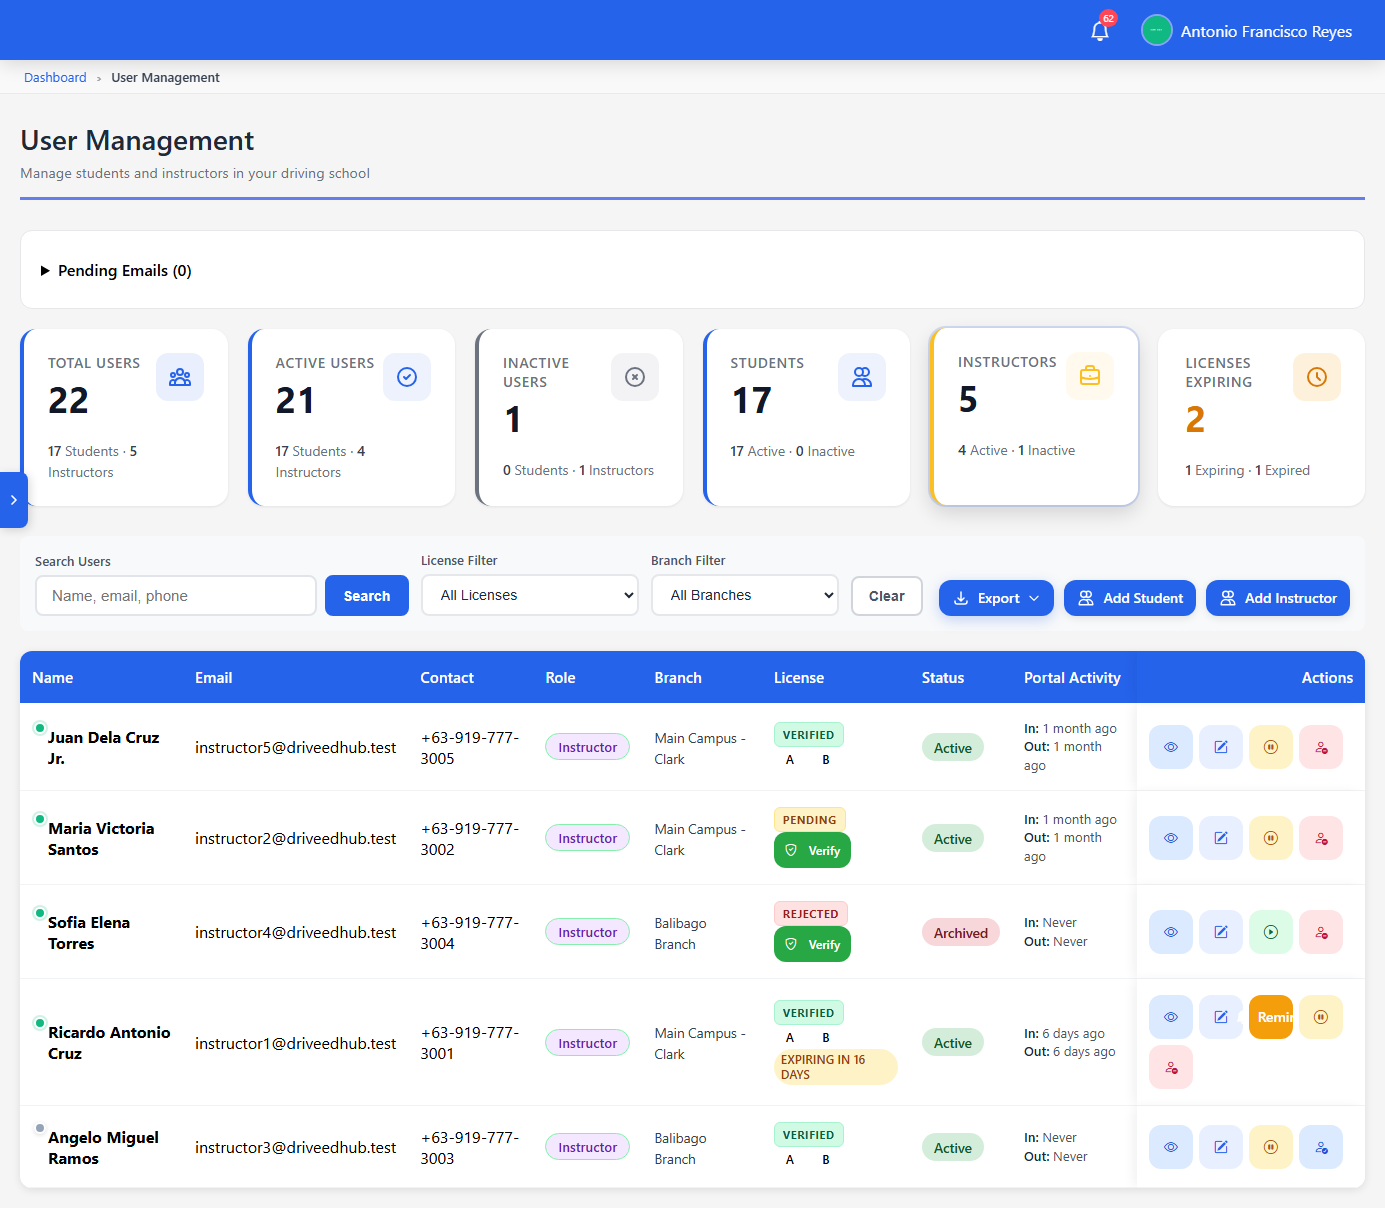 62
Antonio Francisco Reyes
Dashboard › User Management
User Management
Manage students and instructors in your driving school
▶ Pending Emails (0)
TOTAL USERS
22
17 Students · 5
Instructors
ACTIVE USERS
21
17 Students · 4
Instructors
INACTIVE
USERS
1
0 Students · 1 Instructors
STUDENTS
17
17 Active · 0 Inactive
INSTRUCTORS
5
4 Active · 1 Inactive
LICENSES
EXPIRING
2
1 Expiring · 1 Expired
Search Users
Name, email, phone
Search
License Filter
All Licenses
Branch Filter
All Branches
Clear
Export
Add Student
Add Instructor
Name Email Contact Role Branch License Status Portal Activity Actions
Juan Dela Cruz
Jr.
instructor5@driveedhub.test
+63-919-777-
3005
Instructor
Main Campus -
Clark
VERIFIED
A B
Active
In: 1 month ago
Out: 1 month
ago
Maria Victoria
Santos
instructor2@driveedhub.test
+63-919-777-
3002
Instructor
Main Campus -
Clark
PENDING
Verify
Active
In: 1 month ago
Out: 1 month
ago
Sofia Elena
Torres
instructor4@driveedhub.test
+63-919-777-
3004
Instructor
Balibago
Branch
REJECTED
Verify
Archived
In: Never
Out: Never
Ricardo Antonio
Cruz
instructor1@driveedhub.test
+63-919-777-
3001
Instructor
Main Campus -
Clark
VERIFIED
A B
EXPIRING IN 16
DAYS
Active
In: 6 days ago
Out: 6 days ago
Angelo Miguel
Ramos
instructor3@driveedhub.test
+63-919-777-
3003
Instructor
Balibago
Branch
VERIFIED
A B
Active
In: Never
Out: Never